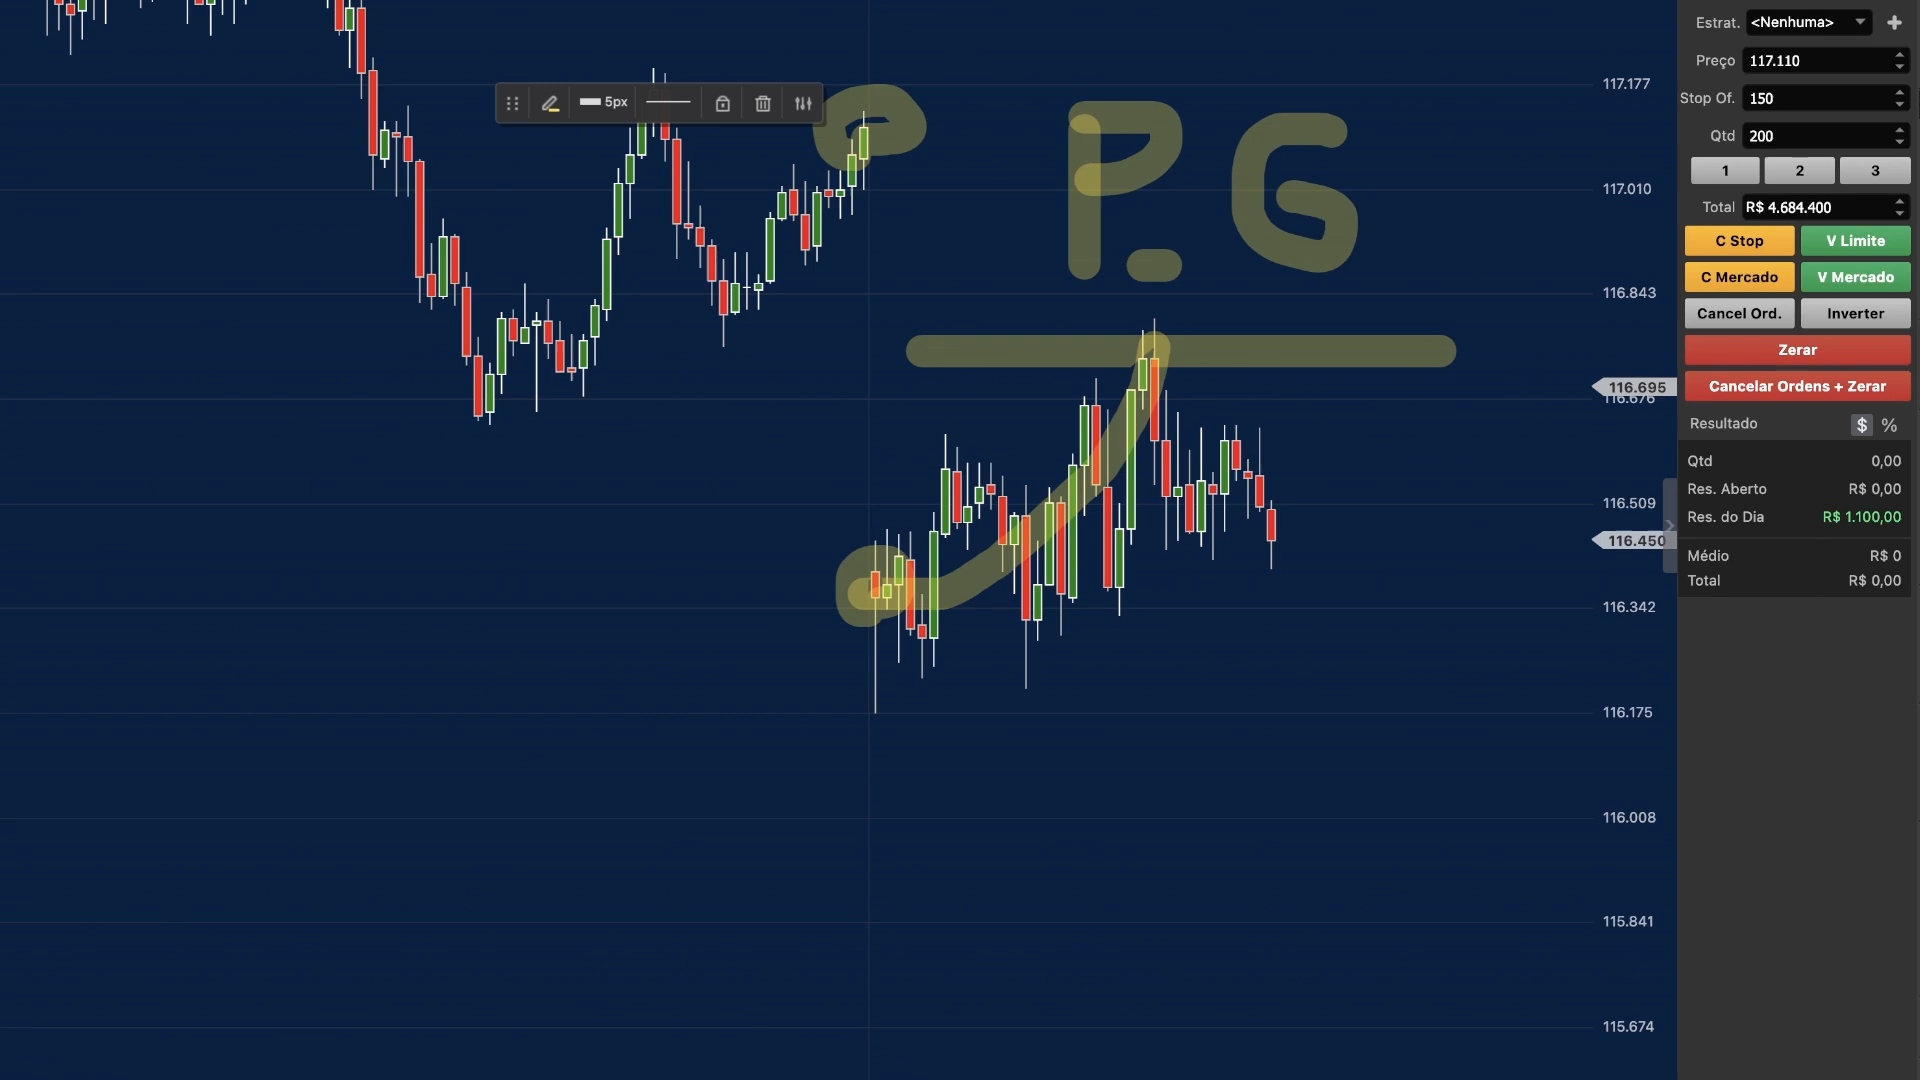 Estrat. <Nenhuma>
Preço 117.110
Stop Of. 150
Qtd 200
1 2 3
Total R$ 4.684.400
C Stop V Limite
C Mercado V Mercado
Cancel Ord. Inverter
Zerar
Cancelar Ordens + Zerar
Resultado $ %
Qtd 0,00
Res. Aberto R$ 0,00
Res. do Dia R$ 1.100,00
Médio R$ 0
Total R$ 0,00
5px
P.G
117.177
117.010
116.843
116.695
116.676
116.509
116.450
116.342
116.175
116.008
115.841
115.674